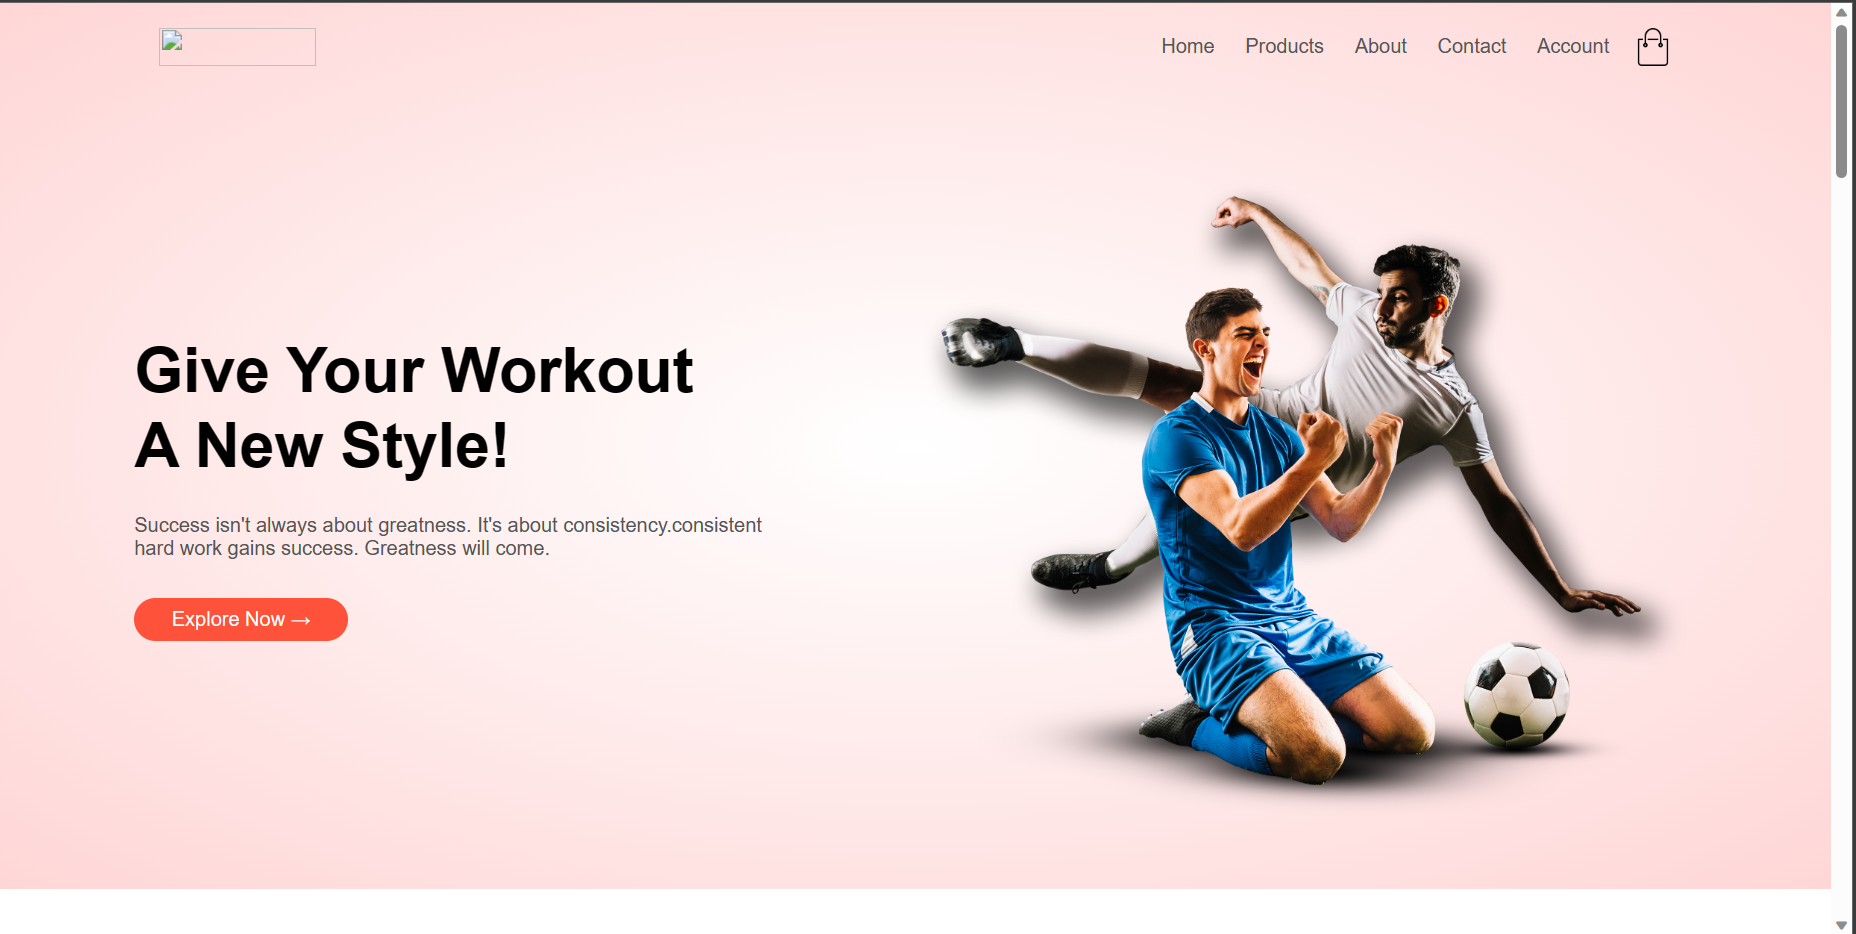 Home Products About Contact Account
Give Your Workout
A New Style!
Success isn't always about greatness. It's about consistency.consistent
hard work gains success. Greatness will come.
Explore Now →